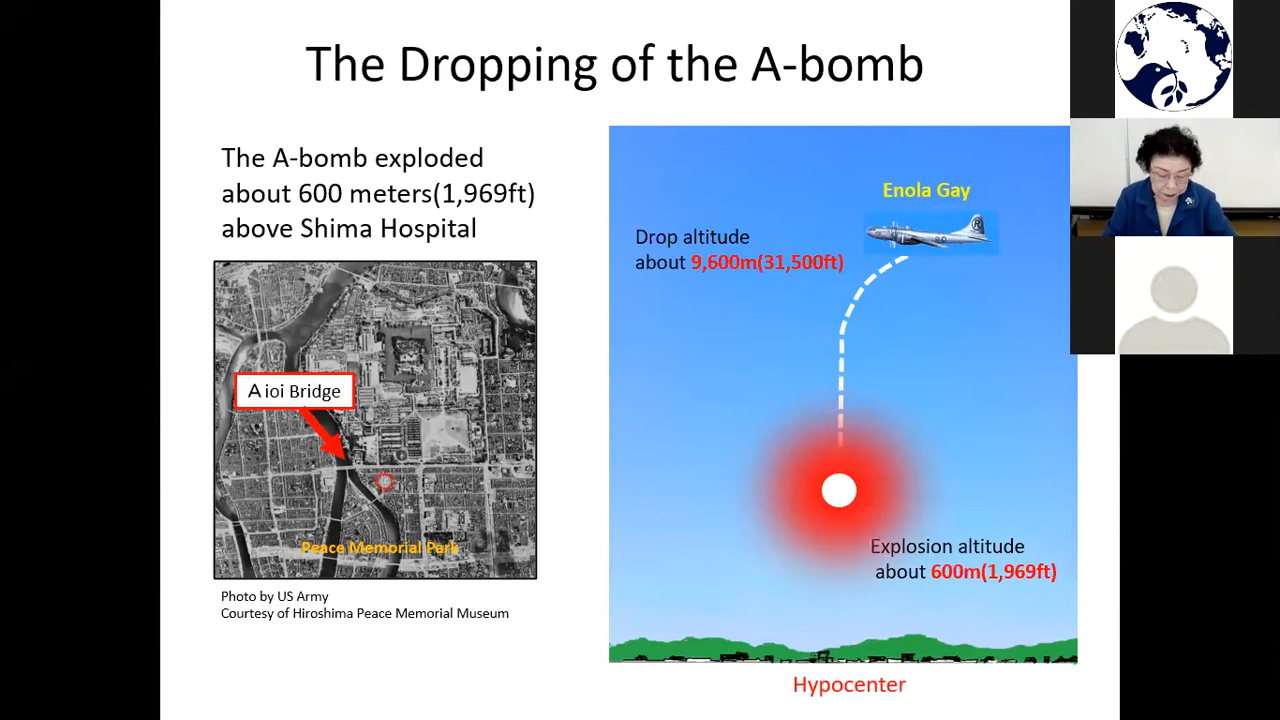 The Dropping of the A-bomb
The A-bomb exploded
about 600 meters(1,969ft)
above Shima Hospital
Aioi Bridge
Peace Memorial Park
Photo by US Army
Courtesy of Hiroshima Peace Memorial Museum
Enola Gay
R
Drop altitude
about 9,600m(31,500ft)
Explosion altitude
about 600m(1,969ft)
Hypocenter